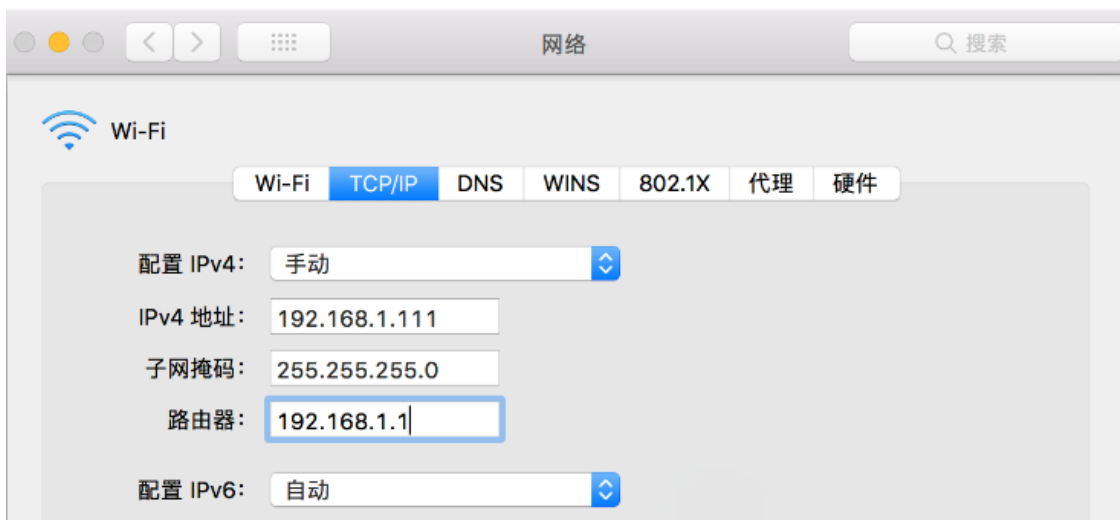 网络
搜索
Wi-Fi
Wi-Fi TCP/IP DNS WINS 802.1X 代理 硬件
配置 IPv4: 手动
IPv4 地址: 192.168.1.111
子网掩码: 255.255.255.0
路由器: 192.168.1.1
配置 IPv6: 自动